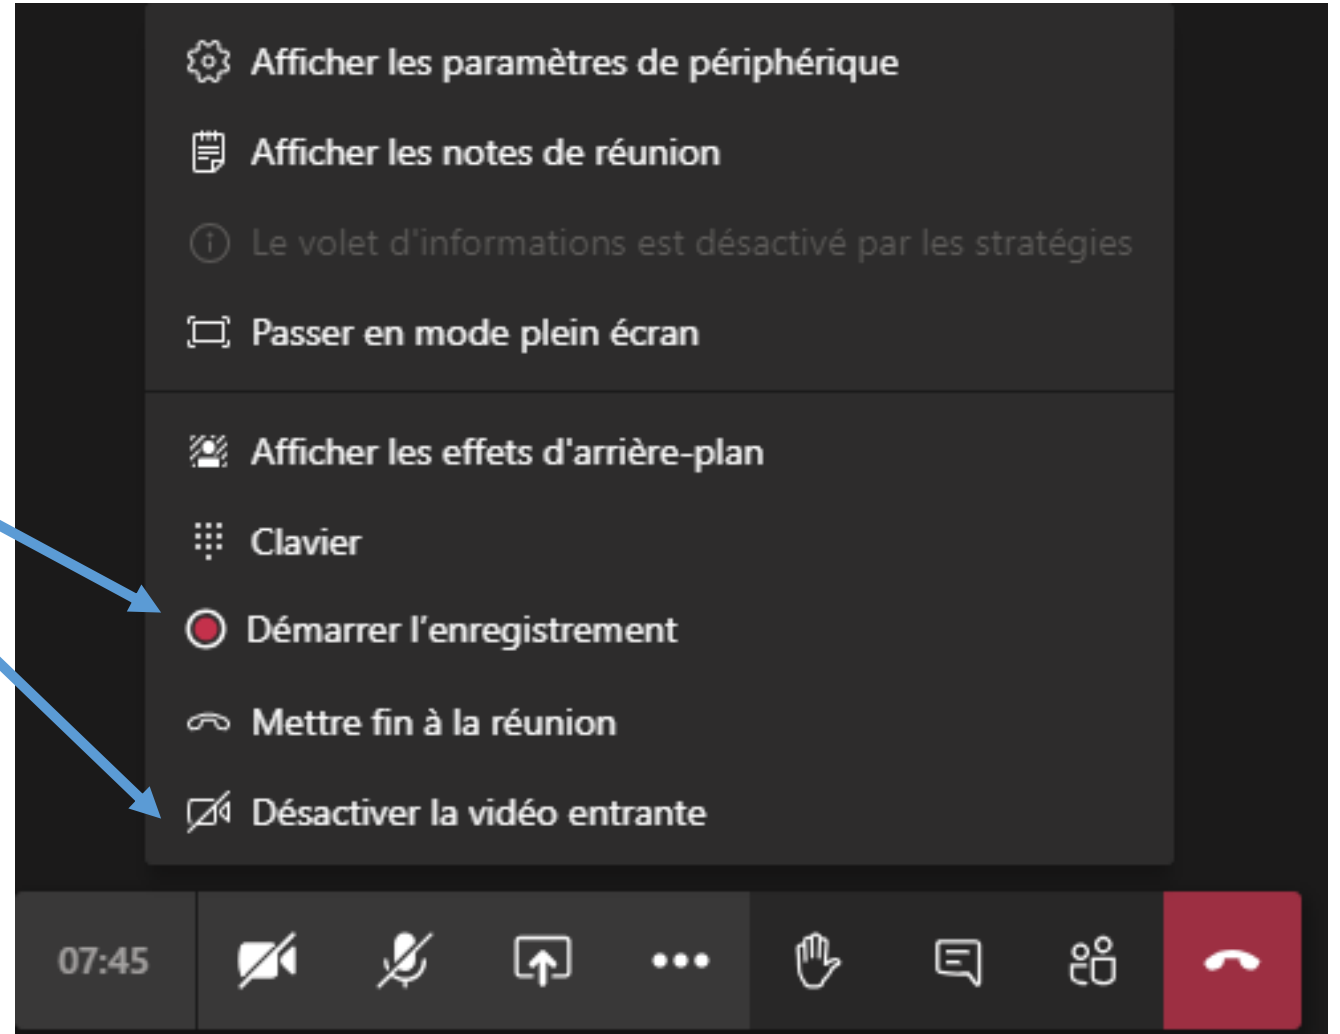 Afficher les paramètres de périphérique
Afficher les notes de réunion
Le volet d'informations est désactivé par les stratégies
Passer en mode plein écran
Afficher les effets d'arrière-plan
Clavier
Démarrer l'enregistrement
Mettre fin à la réunion
Désactiver la vidéo entrante
07:45